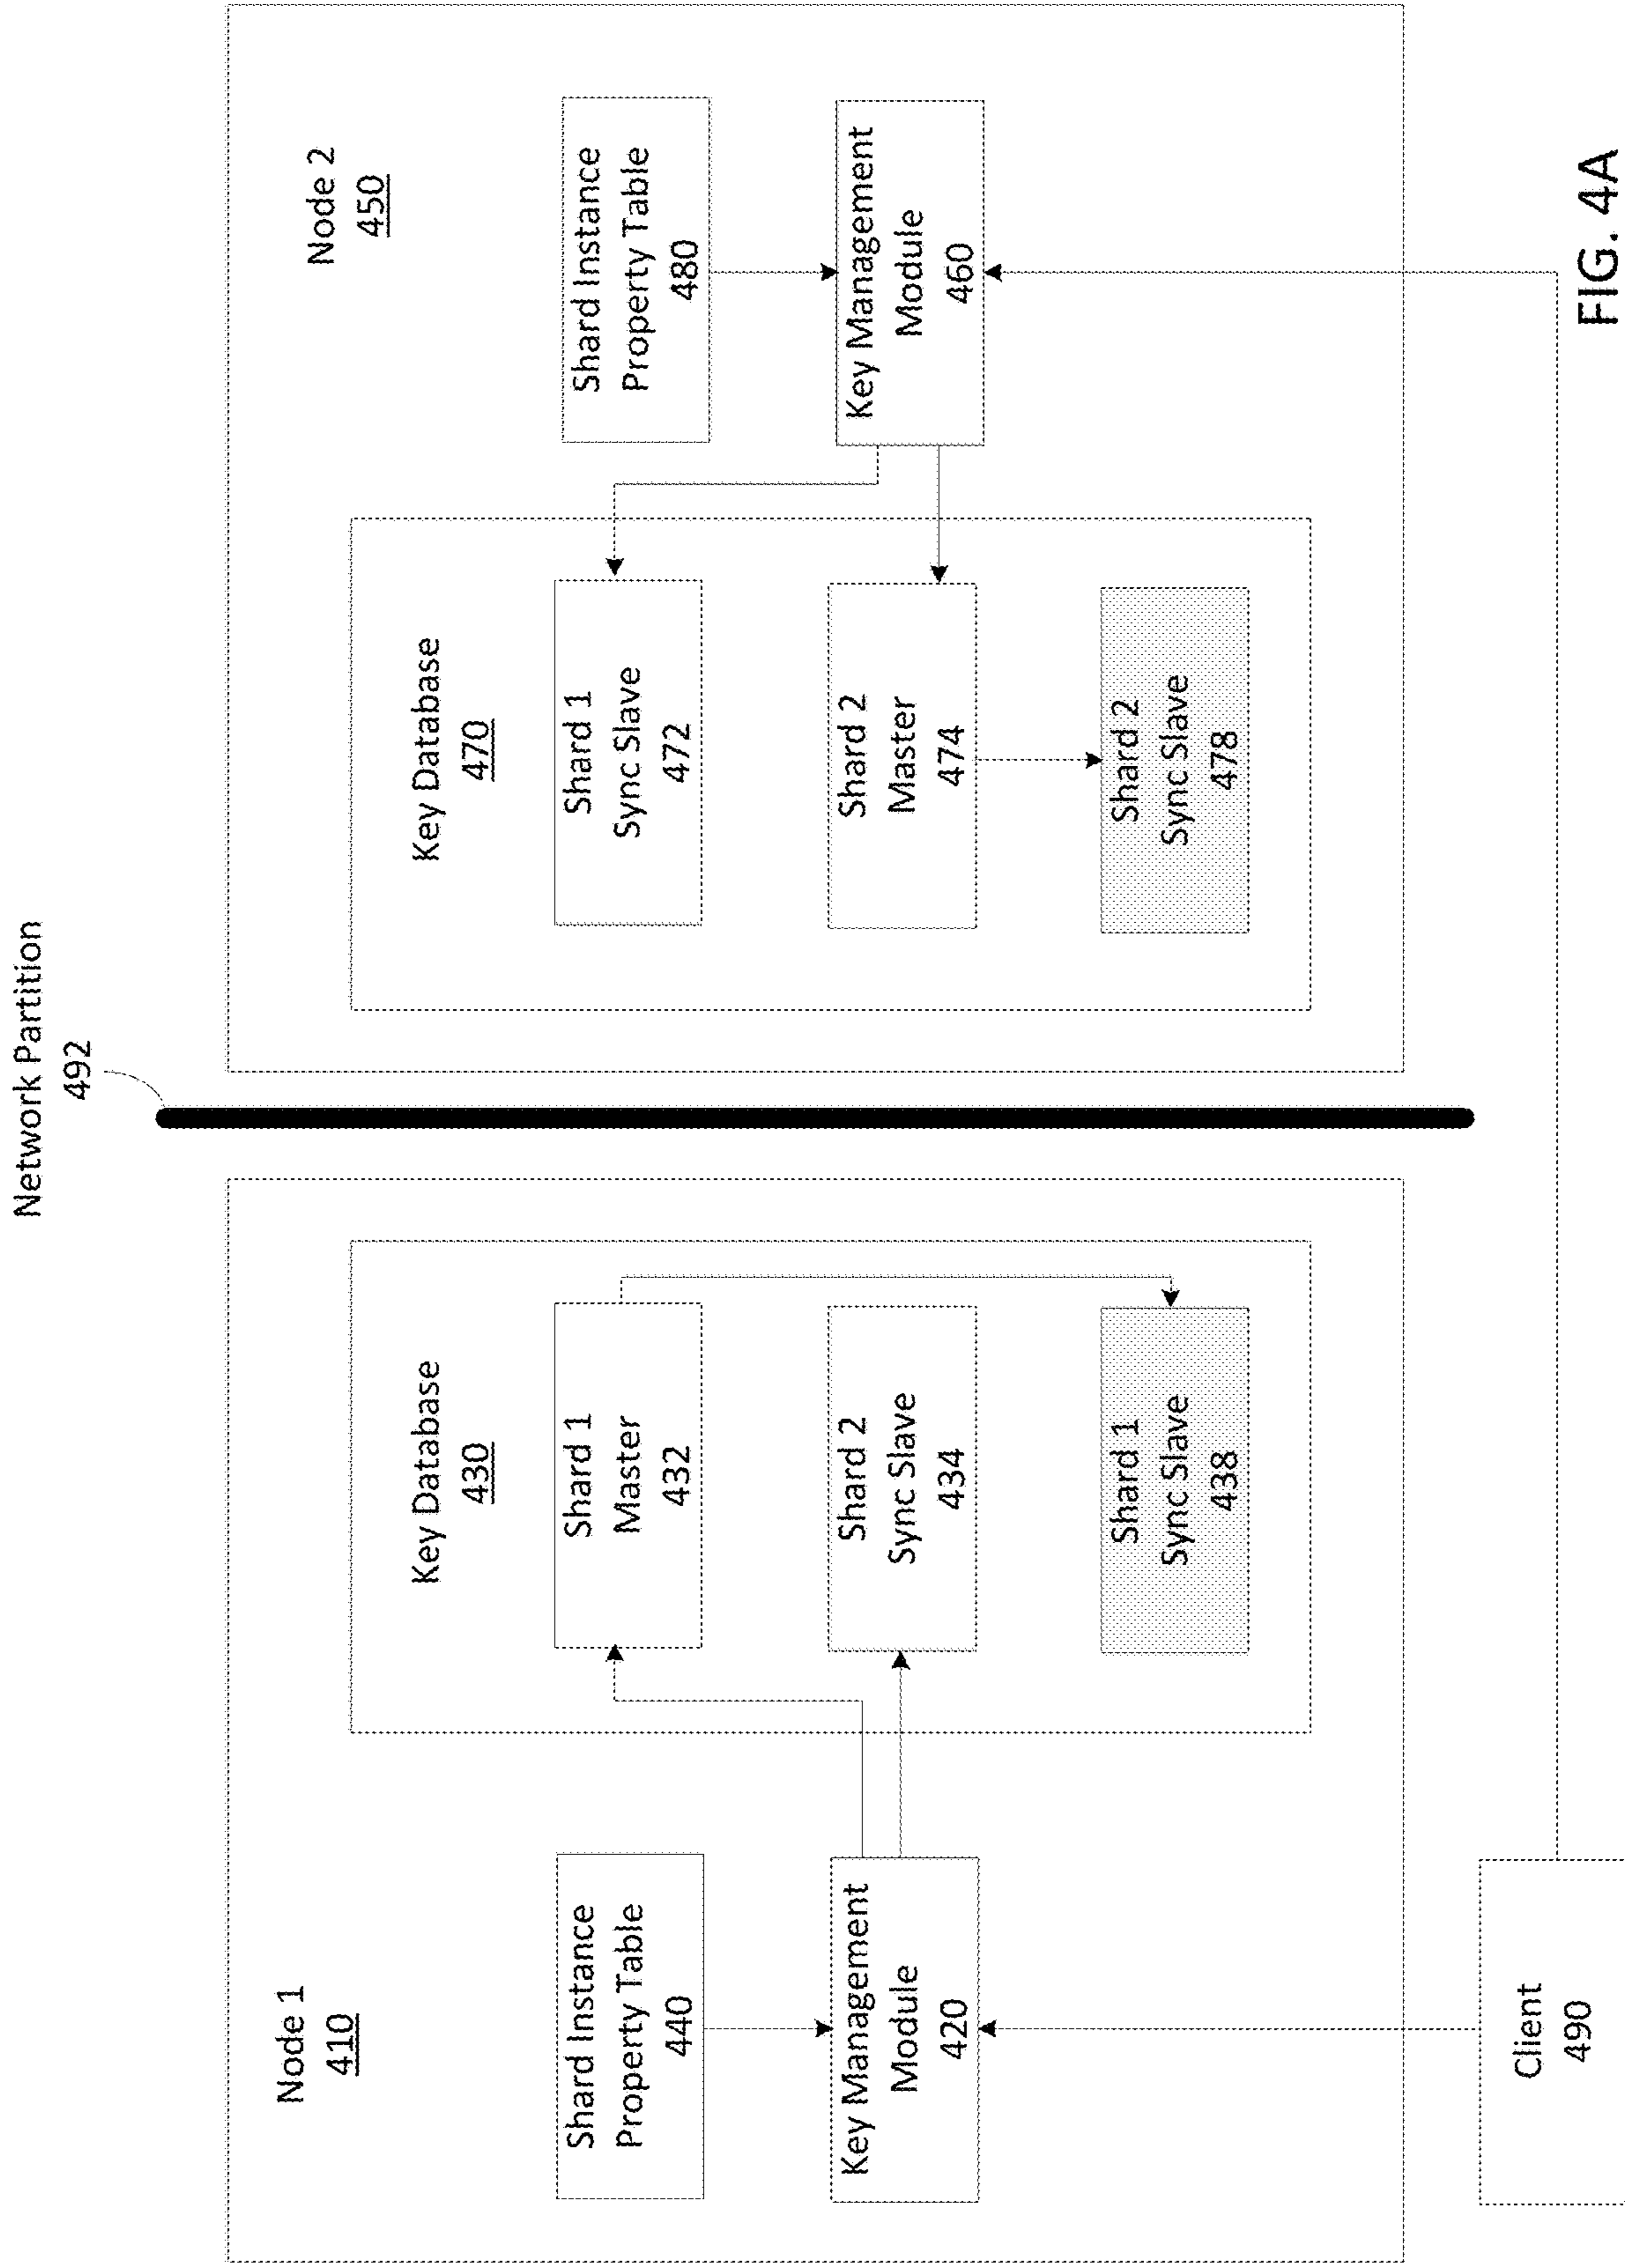 Network Partition
492
Node 1
410
Shard Instance
Property Table
440
Key Management
Module
420
Key Database
430
Shard 1
Master
432
Shard 2
Sync Slave
434
Shard 1
Sync Slave
438
Node 2
450
Key Database
470
Shard 1
Sync Slave
472
Shard 2
Master
474
Shard 2
Sync Slave
478
Shard Instance
Property Table
480
Key Management
Module
460
Client
490
FIG. 4A